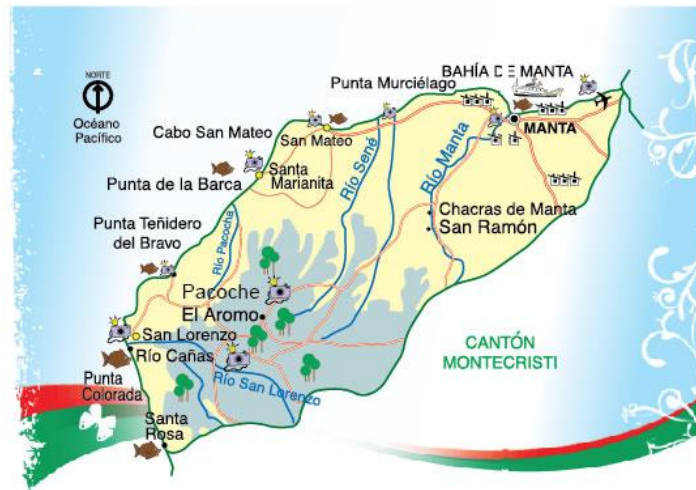 NORTE
Océano
Pacífico
BAHÍA DE MANTA
Punta Murciélago
MANTA
Cabo San Mateo
San Mateo
Río Sené
Río Manta
Santa
Marianita
Punta de la Barca
Chacras de Manta
San Ramón
Punta Teñidero
del Bravo
Río Pacocha
Pacoche
El Aromo
San Lorenzo
Río Cañas
CANTÓN
MONTECRISTI
Punta
Colorada
Río San Lorenzo
Santa
Rosa